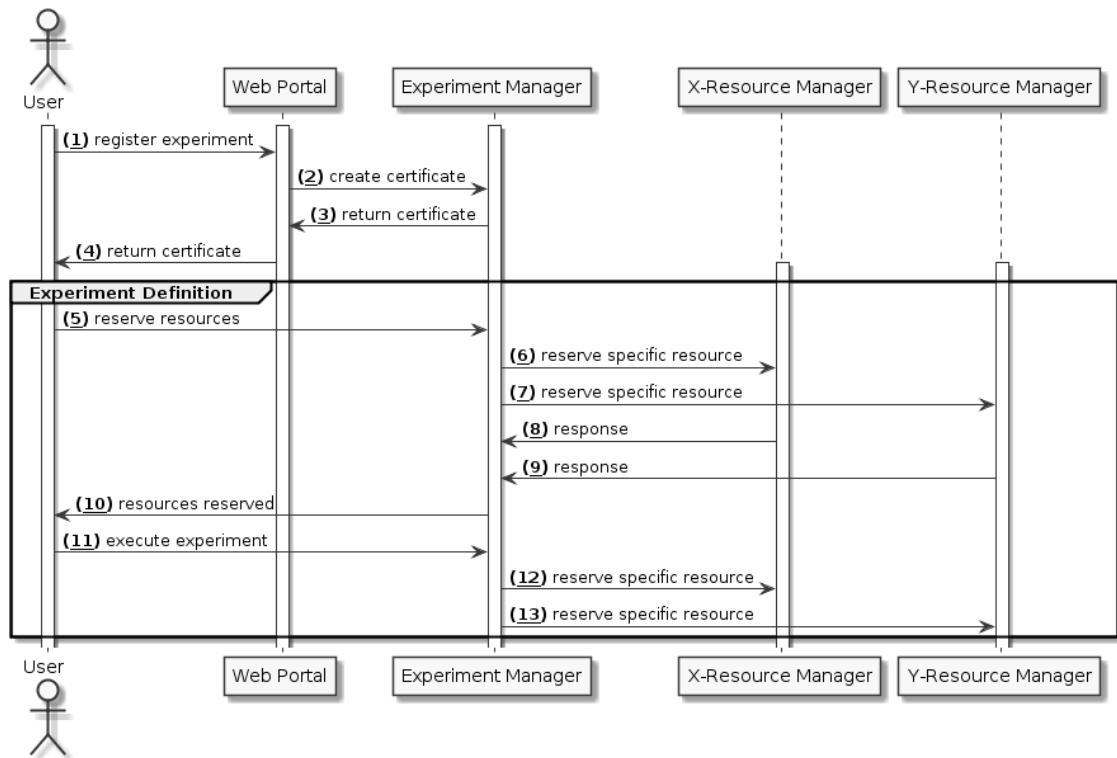 User
Web Portal
Experiment Manager
X-Resource Manager
Y-Resource Manager
(1) register experiment
(2) create certificate
(3) return certificate
(4) return certificate
Experiment Definition
(5) reserve resources
(6) reserve specific resource
(7) reserve specific resource
(8) response
(9) response
(10) resources reserved
(11) execute experiment
(12) reserve specific resource
(13) reserve specific resource
User
Web Portal
Experiment Manager
X-Resource Manager
Y-Resource Manager